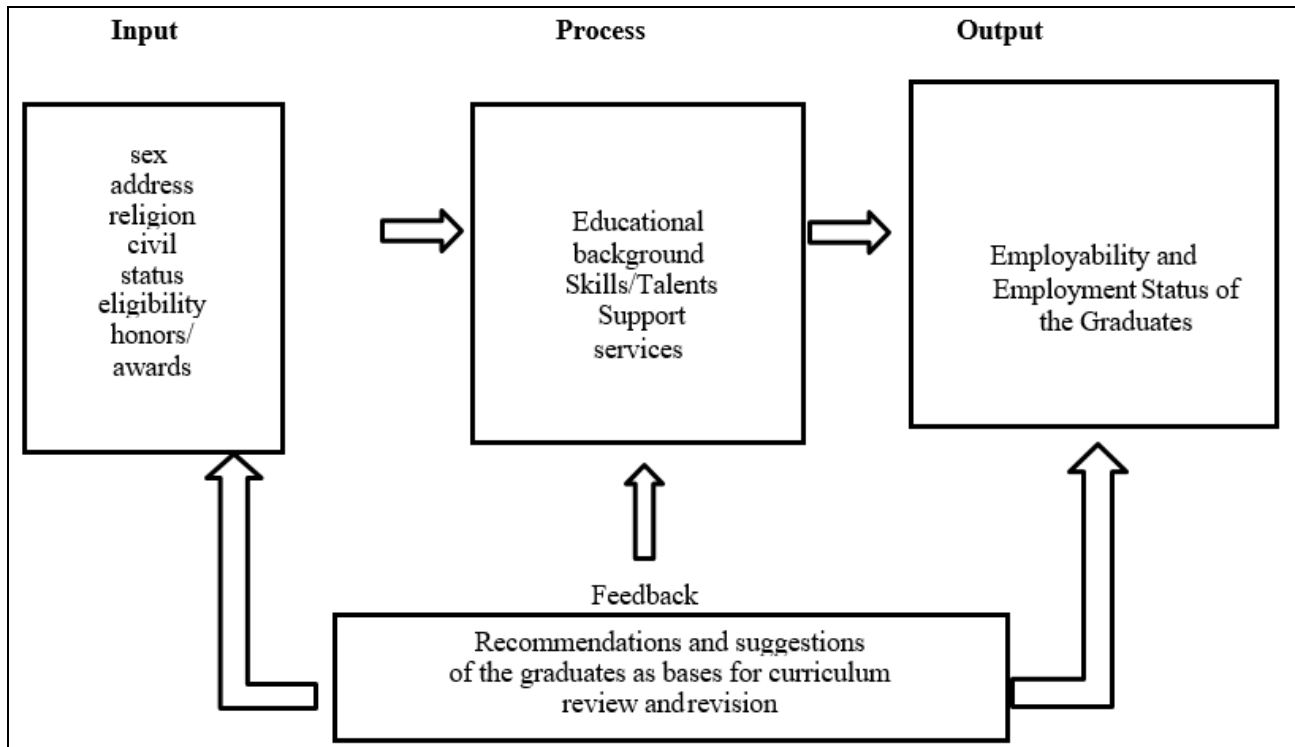 Input
Process
Output
sex
address
religion
civil
status
eligibility
honors/
awards
Educational
background
Skills/Talents
Support
services
Employability and
Employment Status of
the Graduates
Feedback
Recommendations and suggestions
of the graduates as bases for curriculum
review andrevision